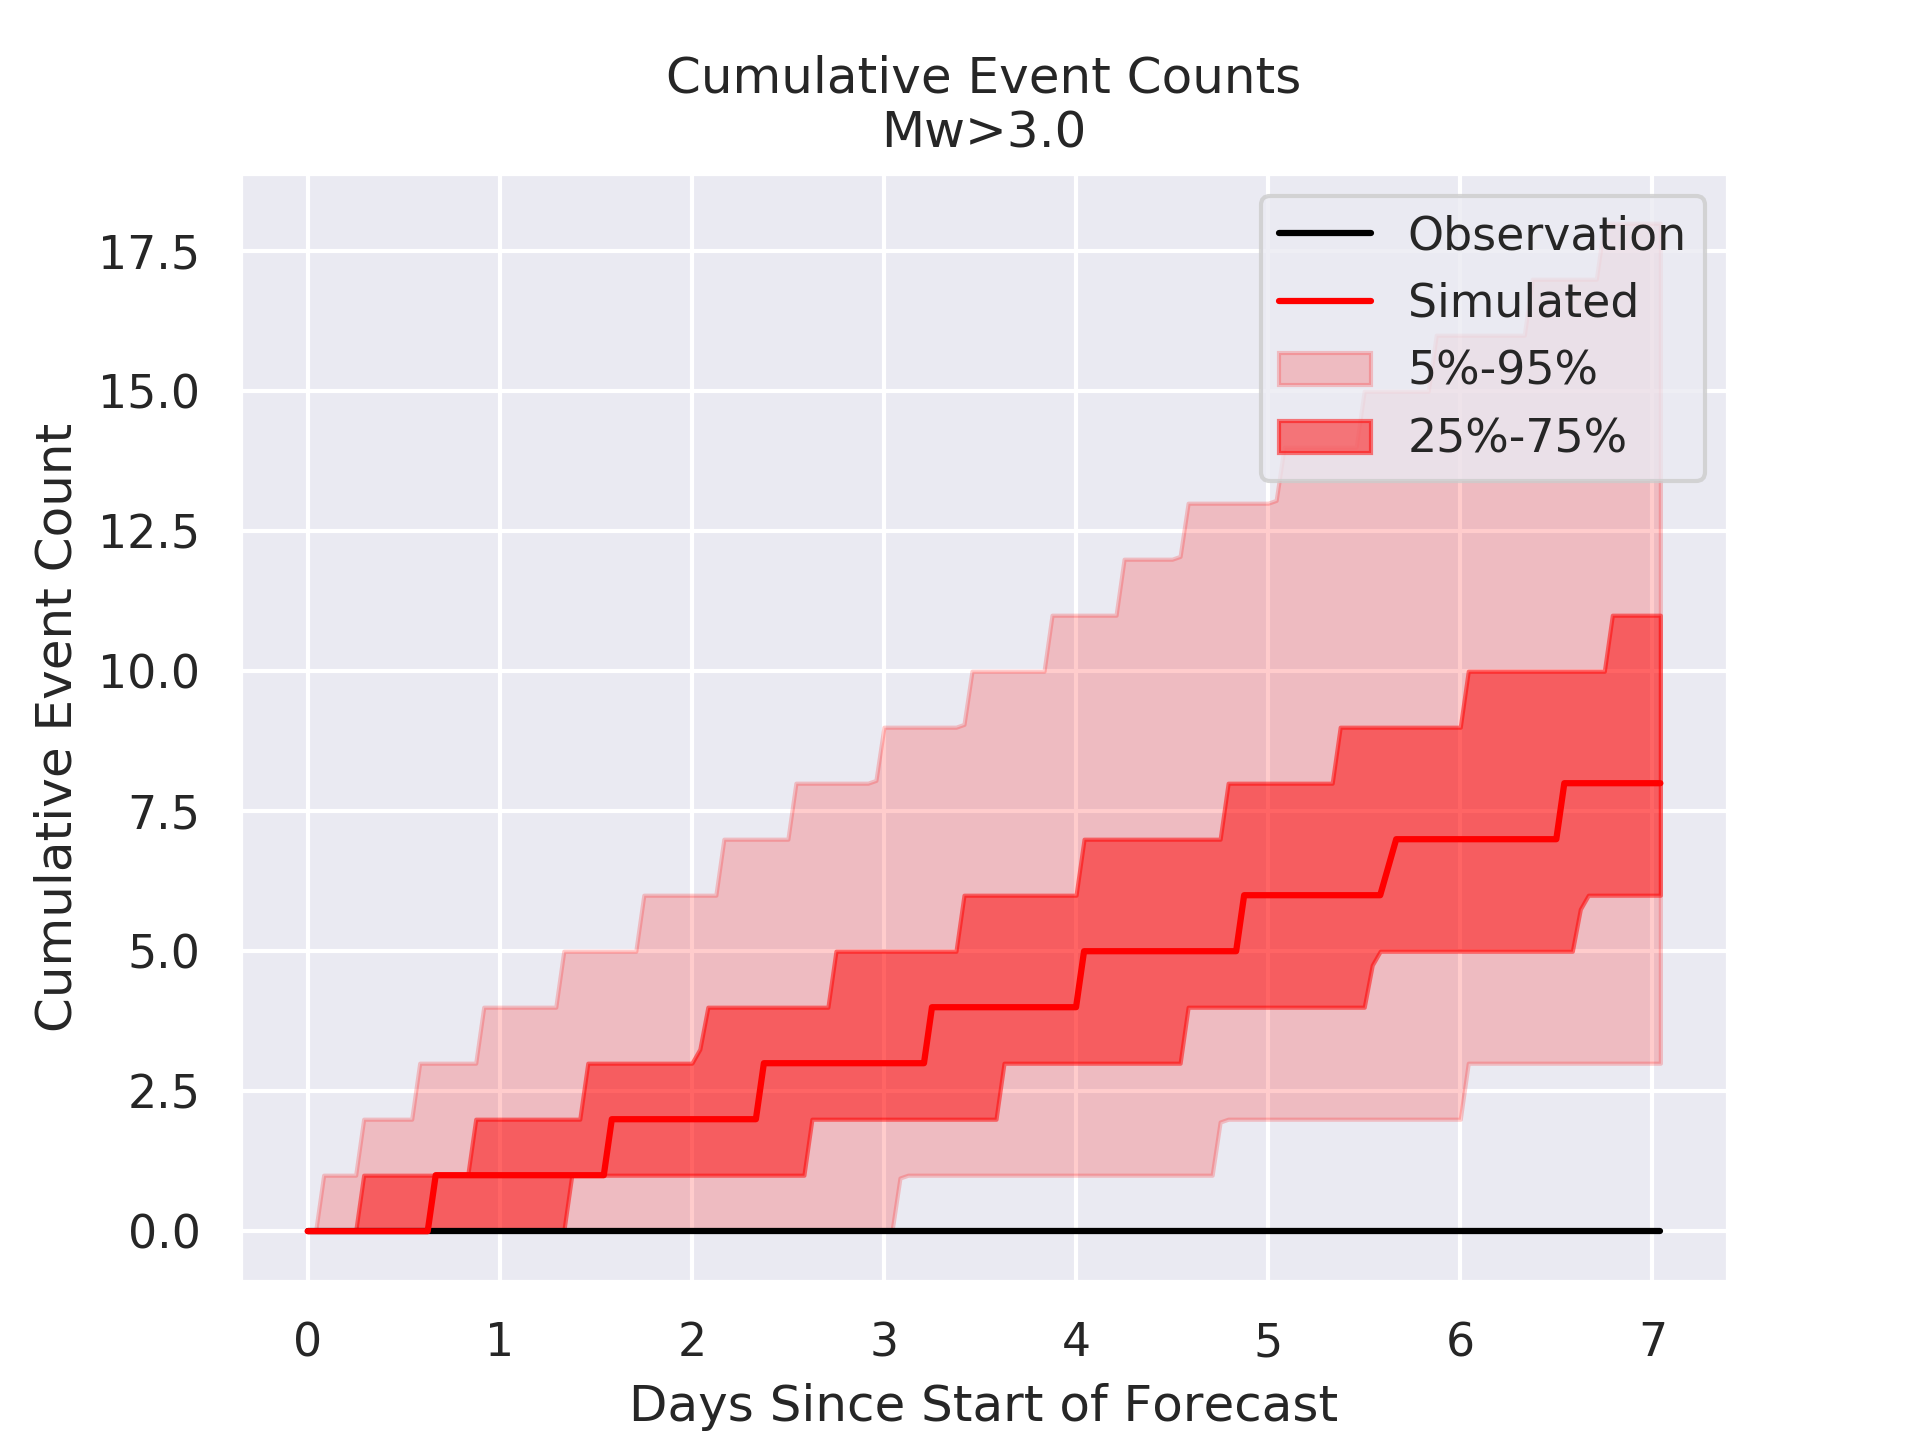 Cumulative Event Counts
Mw>3.0
Cumulative Event Count
17.5
15.0
12.5
10.0
7.5
5.0
2.5
0.0
Observation
Simulated
5%-95%
25%-75%
0 1 2 3 4 5 6 7
Days Since Start of Forecast